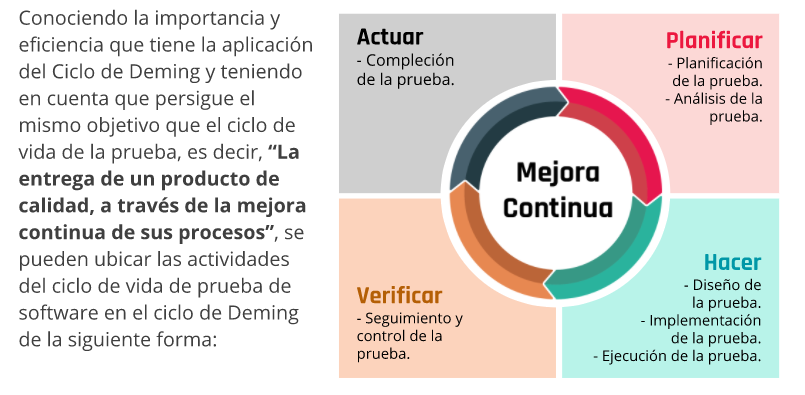 Conociendo la importancia y
eficiencia que tiene la aplicación
del Ciclo de Deming y teniendo
en cuenta que persigue el
mismo objetivo que el ciclo de
vida de la prueba, es decir, “La
entrega de un producto de
calidad, a través de la mejora
continua de sus procesos”, se
pueden ubicar las actividades
del ciclo de vida de prueba de
software en el ciclo de Deming
de la siguiente forma:
Actuar
- Compleción
de la prueba.
Planificar
- Planificación
de la prueba.
- Análisis de la
prueba.
Mejora
Continua
Verificar
- Seguimiento y
control de la
prueba.
Hacer
- Diseño de
la prueba.
- Implementación
de la prueba.
- Ejecución de la prueba.